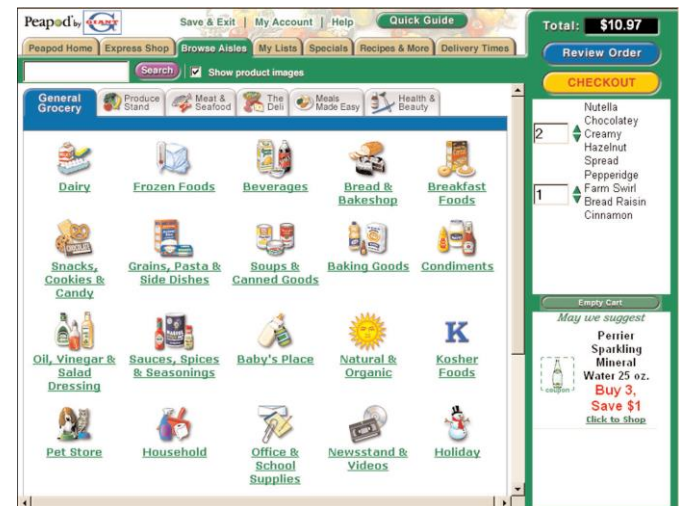 Peapod by GIANT
Save & Exit | My Account | Help
Quick Guide
Peapod Home
Express Shop
Browse Aisles
My Lists
Specials
Recipes & More
Delivery Times
Search
Show product images
General
Grocery
Produce
Stand
Meat &
Seafood
The
Deli
Meals
Made Easy
Health &
Beauty
Dairy
Frozen Foods
Beverages
Bread &
Bakeshop
Breakfast
Foods
Snacks,
Cookies &
Candy
Grains, Pasta &
Side Dishes
Soups &
Canned Goods
Baking Goods
Condiments
Oil, Vinegar &
Salad
Dressing
Sauces, Spices
& Seasonings
Baby's Place
Natural &
Organic
K
Kosher
Foods
Pet Store
Household
Office &
School
Supplies
Newsstand &
Videos
Holiday
Total: $10.97
Review Order
CHECKOUT
2
Nutella
Chocolatey
Creamy
Hazelnut
Spread
1
Pepperidge
Farm Swirl
Bread Raisin
Cinnamon
Empty Cart
May we suggest
coupon
Perrier
Sparkling
Mineral
Water 25 oz.
Buy 3,
Save $1
Click to Shop